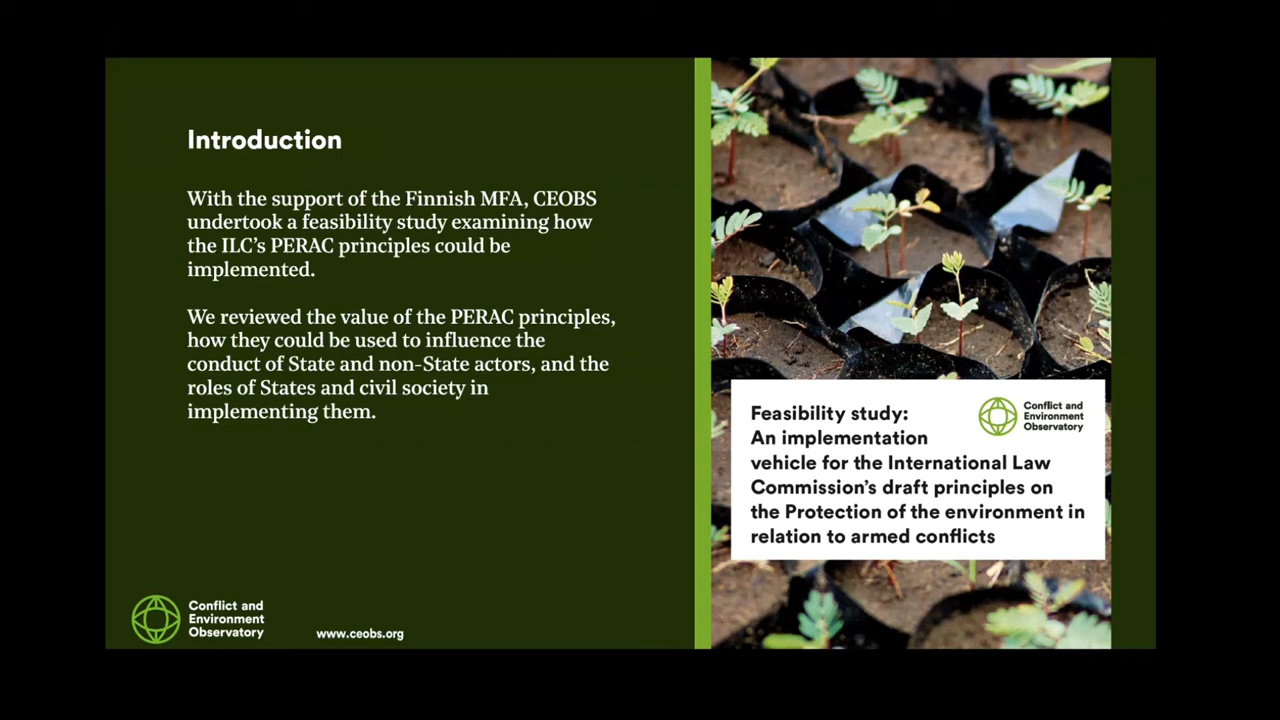 Introduction
With the support of the Finnish MFA, CEOBS
undertook a feasibility study examining how
the ILC’s PERAC principles could be
implemented.
We reviewed the value of the PERAC principles,
how they could be used to influence the
conduct of State and non-State actors, and the
roles of States and civil society in
implementing them.
Conflict and
Environment
Observatory
www.ceobs.org
Feasibility study:
An implementation
vehicle for the International Law
Commission’s draft principles on
the Protection of the environment in
relation to armed conflicts
Conflict and
Environment
Observatory